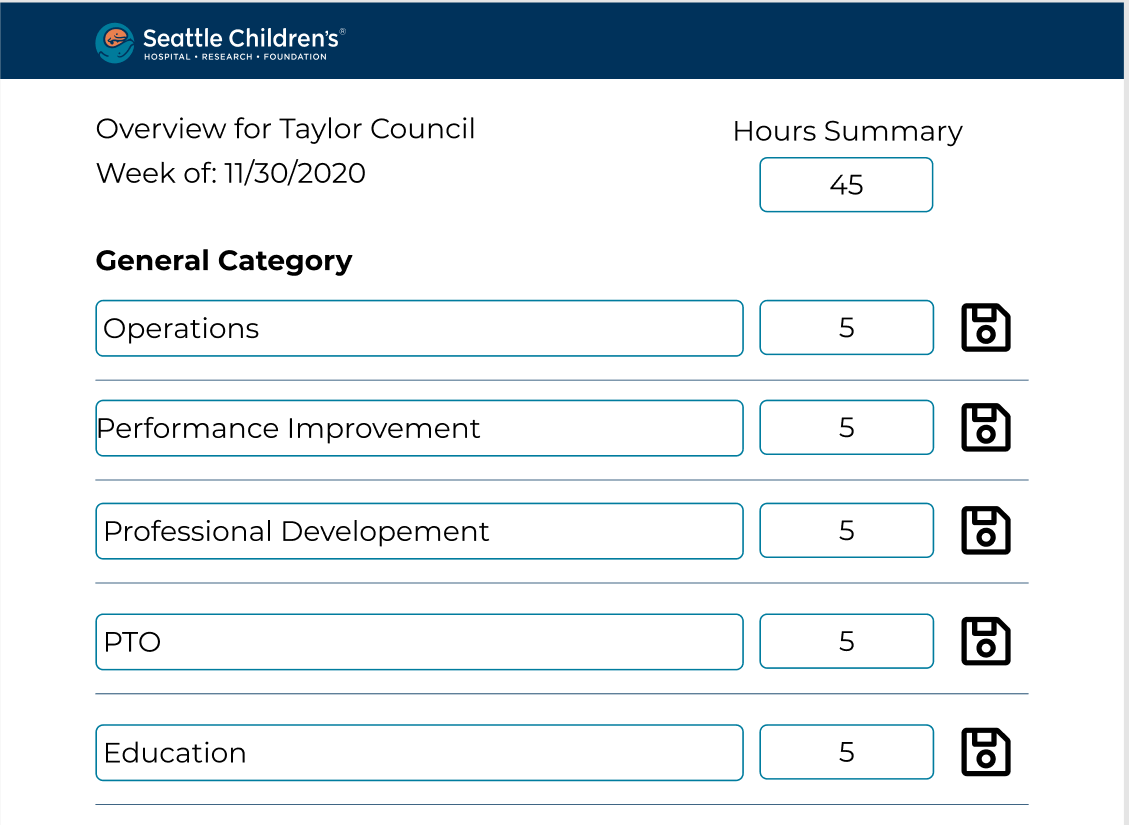 Seattle Children's®
HOSPITAL • RESEARCH • FOUNDATION
Overview for Taylor Council
Week of: 11/30/2020
Hours Summary
45
General Category
Operations 5
Performance Improvement 5
Professional Developement 5
PTO 5
Education 5